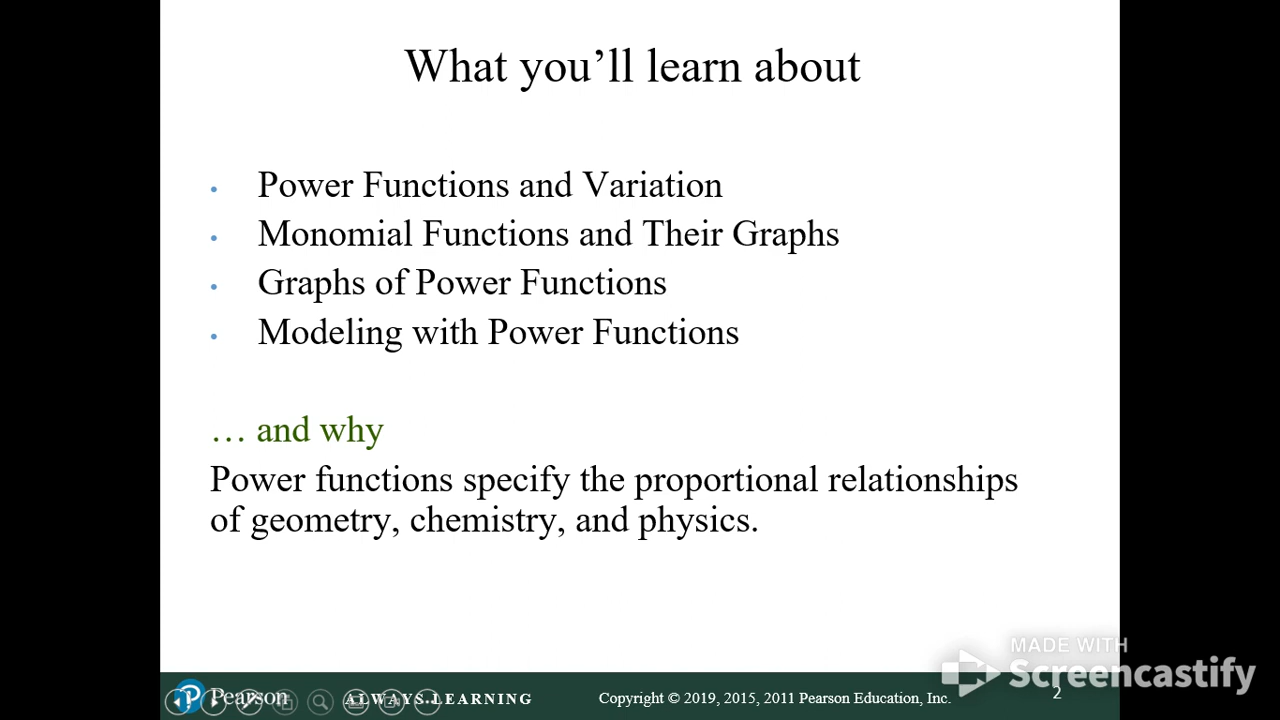 What you’ll learn about
• Power Functions and Variation
• Monomial Functions and Their Graphs
• Graphs of Power Functions
• Modeling with Power Functions
… and why
Power functions specify the proportional relationships
of geometry, chemistry, and physics.
MADE WITH
Screencastify
Pearson ALWAYS LEARNING Copyright © 2019, 2015, 2011 Pearson Education, Inc. 2